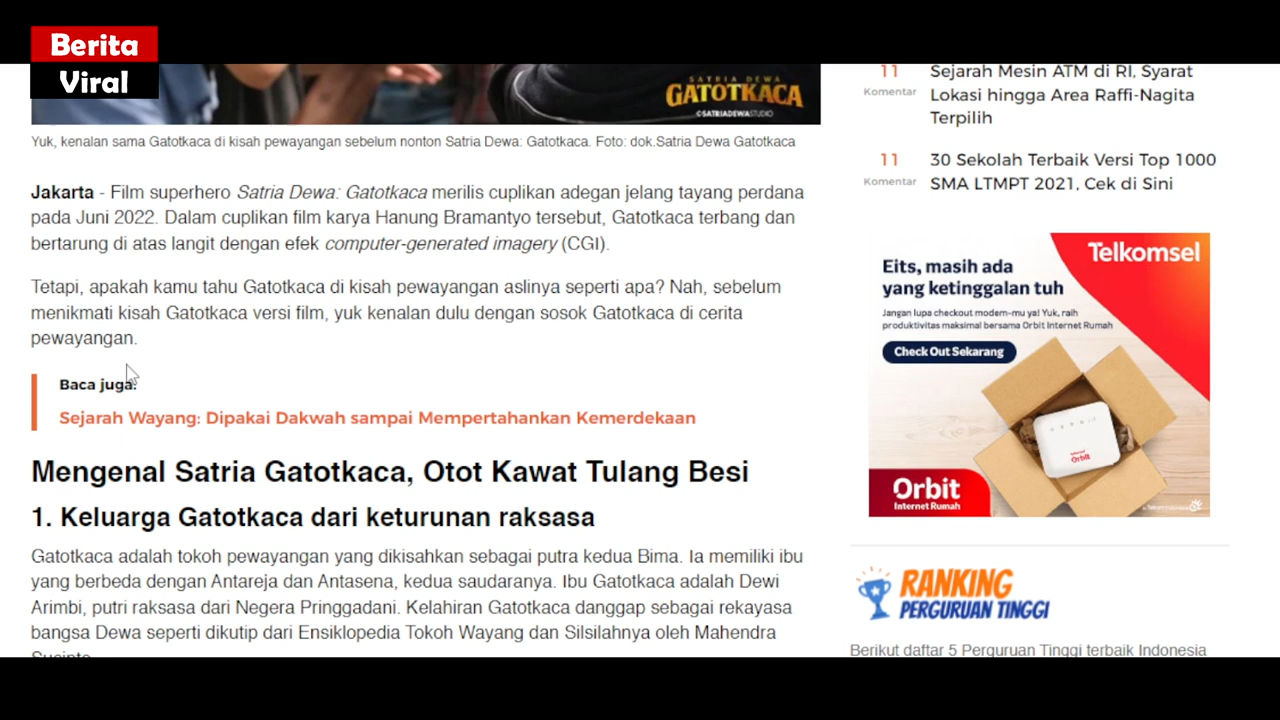 Berita
Viral
SATRIA DEWA
GATOTKACA
©SATRIADEWASTUDIO
Yuk, kenalan sama Gatotkaca di kisah pewayangan sebelum nonton Satria Dewa: Gatotkaca. Foto: dok.Satria Dewa Gatotkaca
Jakarta - Film superhero Satria Dewa: Gatotkaca merilis cuplikan adegan jelang tayang perdana
pada Juni 2022. Dalam cuplikan film karya Hanung Bramantyo tersebut, Gatotkaca terbang dan
bertarung di atas langit dengan efek computer-generated imagery (CGI).
Tetapi, apakah kamu tahu Gatotkaca di kisah pewayangan aslinya seperti apa? Nah, sebelum
menikmati kisah Gatotkaca versi film, yuk kenalan dulu dengan sosok Gatotkaca di cerita
pewayangan.
Baca juga:
Sejarah Wayang: Dipakai Dakwah sampai Mempertahankan Kemerdekaan
Mengenal Satria Gatotkaca, Otot Kawat Tulang Besi
1. Keluarga Gatotkaca dari keturunan raksasa
Gatotkaca adalah tokoh pewayangan yang dikisahkan sebagai putra kedua Bima. Ia memiliki ibu
yang berbeda dengan Antareja dan Antasena, kedua saudaranya. Ibu Gatotkaca adalah Dewi
Arimbi, putri raksasa dari Negera Pringgadani. Kelahiran Gatotkaca danggap sebagai rekayasa
bangsa Dewa seperti dikutip dari Ensiklopedia Tokoh Wayang dan Silsilahnya oleh Mahendra
11
Komentar
Sejarah Mesin ATM di RI, Syarat
Lokasi hingga Area Raffi-Nagita
Terpilih
11
Komentar
30 Sekolah Terbaik Versi Top 1000
SMA LTMPT 2021, Cek di Sini
Telkomsel
Eits, masih ada
yang ketinggalan tuh
Jangan lupa checkout modem-mu ya! Yuk, raih
produktivitas maksimal bersama Orbit Internet Rumah
Check Out Sekarang
Orbit
Orbit
Internet Rumah
RANKING
PERGURUAN TINGGI
Berikut daftar 5 Perguruan Tinggi terbaik Indonesia